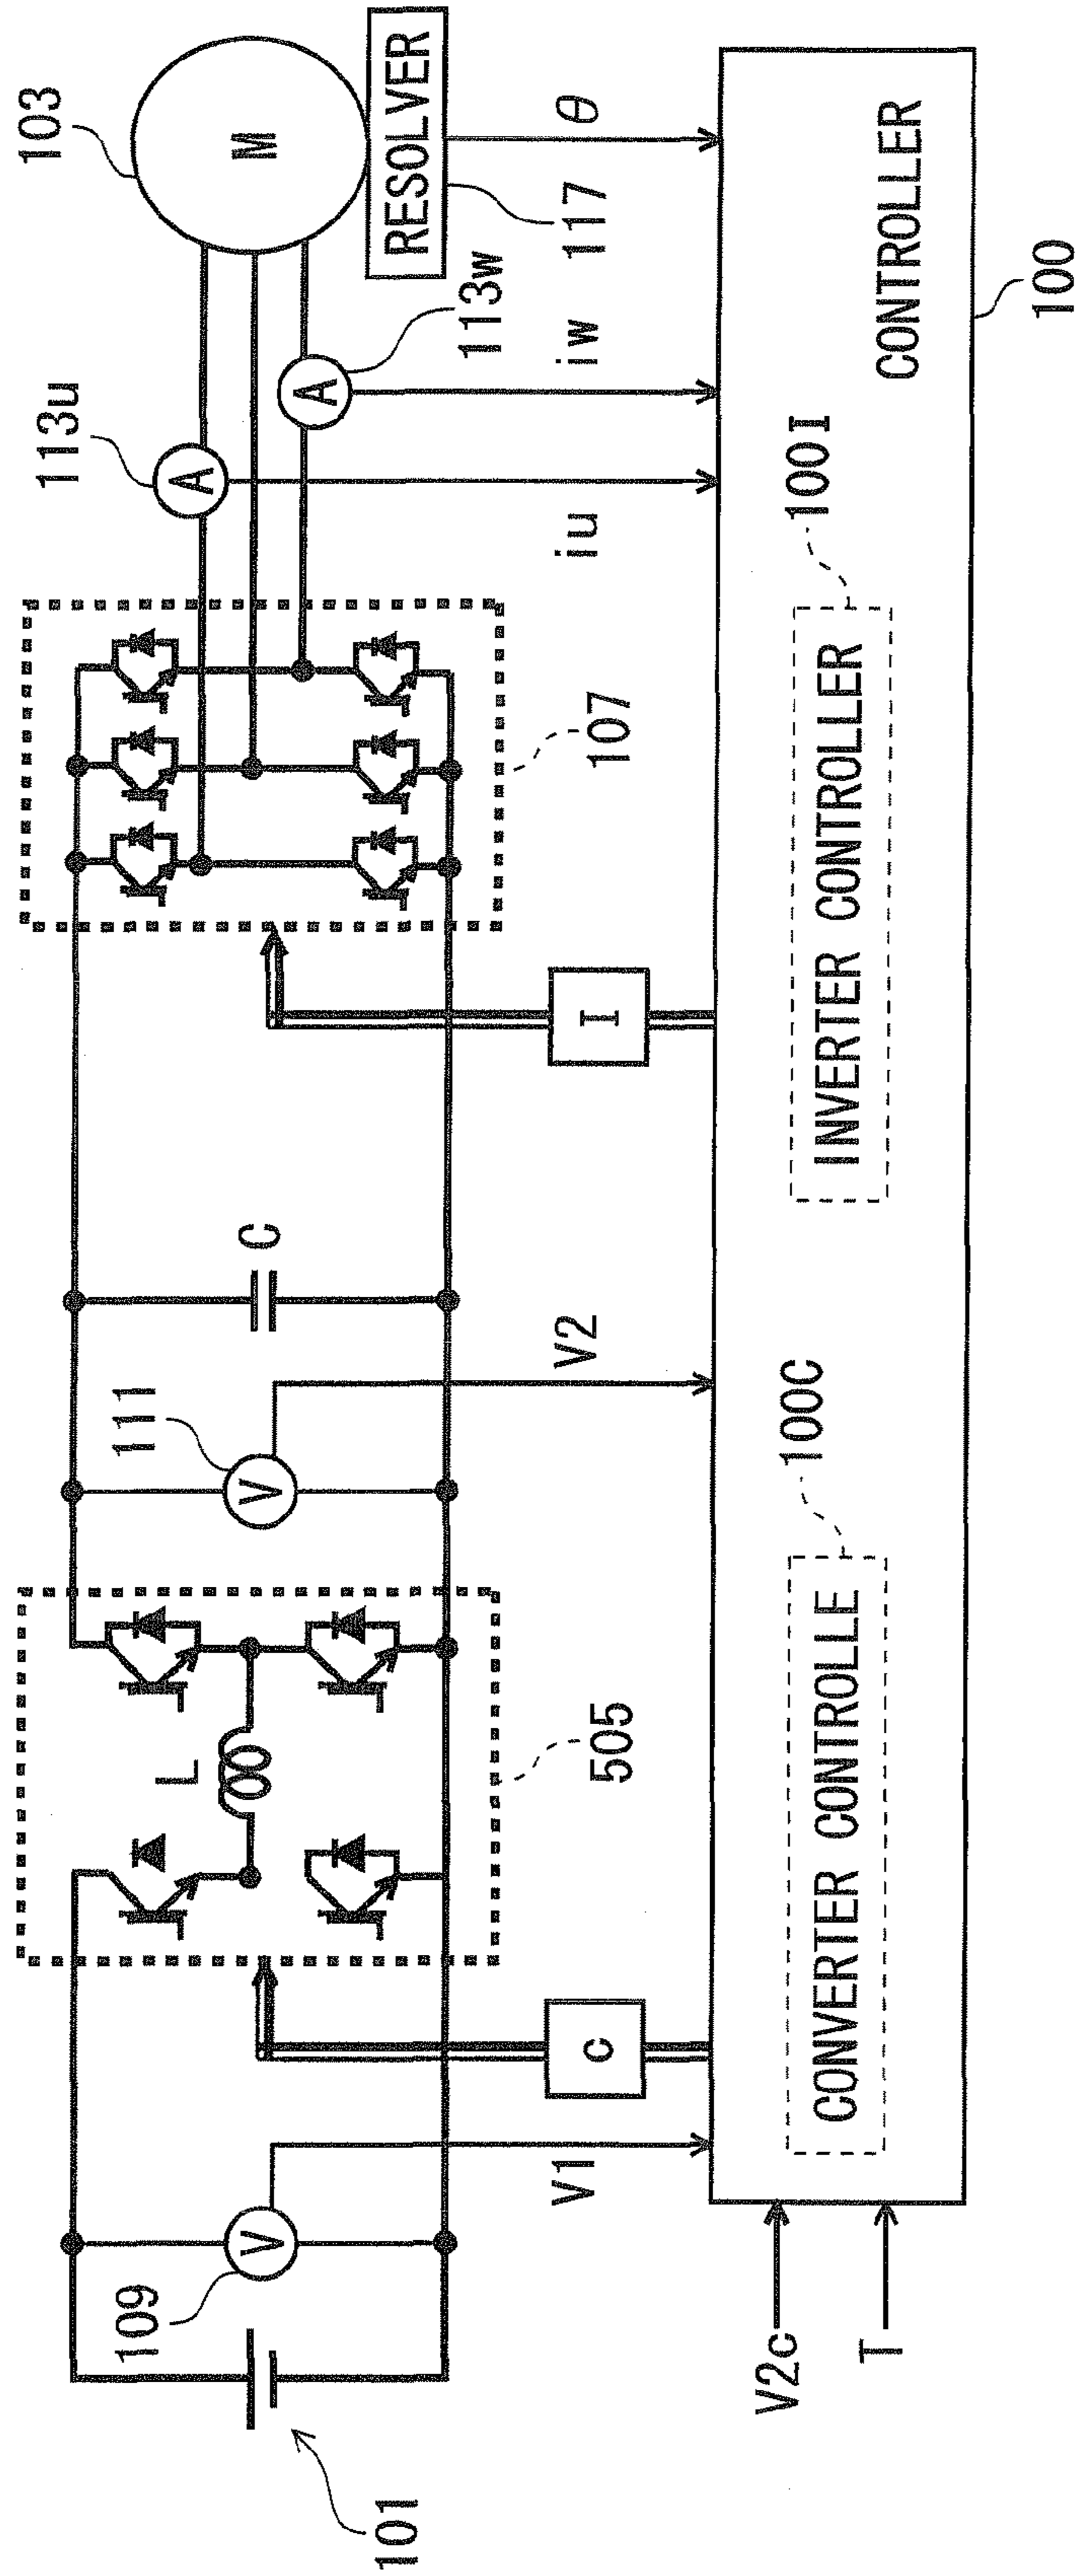 101
109
V
V1
C
L
505
V
111
V2
C
I
107
113u
A
iu
A
113w
iw
103
M
RESOLVER
117
θ
V2c
T
CONVERTER CONTROLLE
100C
INVERTER CONTROLLER
100I
CONTROLLER
100